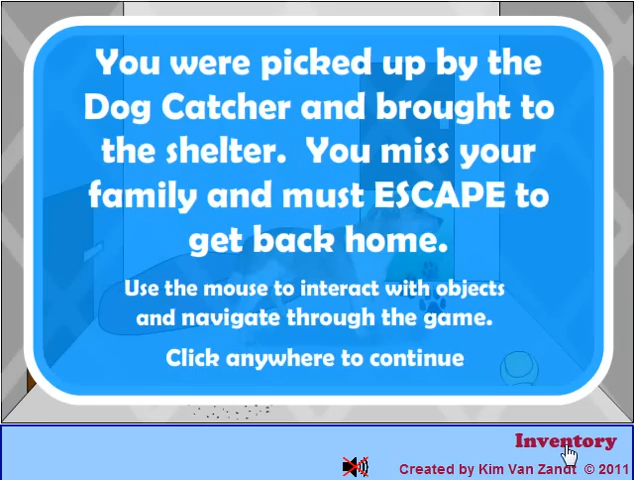 You were picked up by the
Dog Catcher and brought to
the shelter. You miss your
family and must ESCAPE to
get back home.
Use the mouse to interact with objects
and navigate through the game.
Click anywhere to continue
Inventory
Created by Kim Van Zandt © 2011